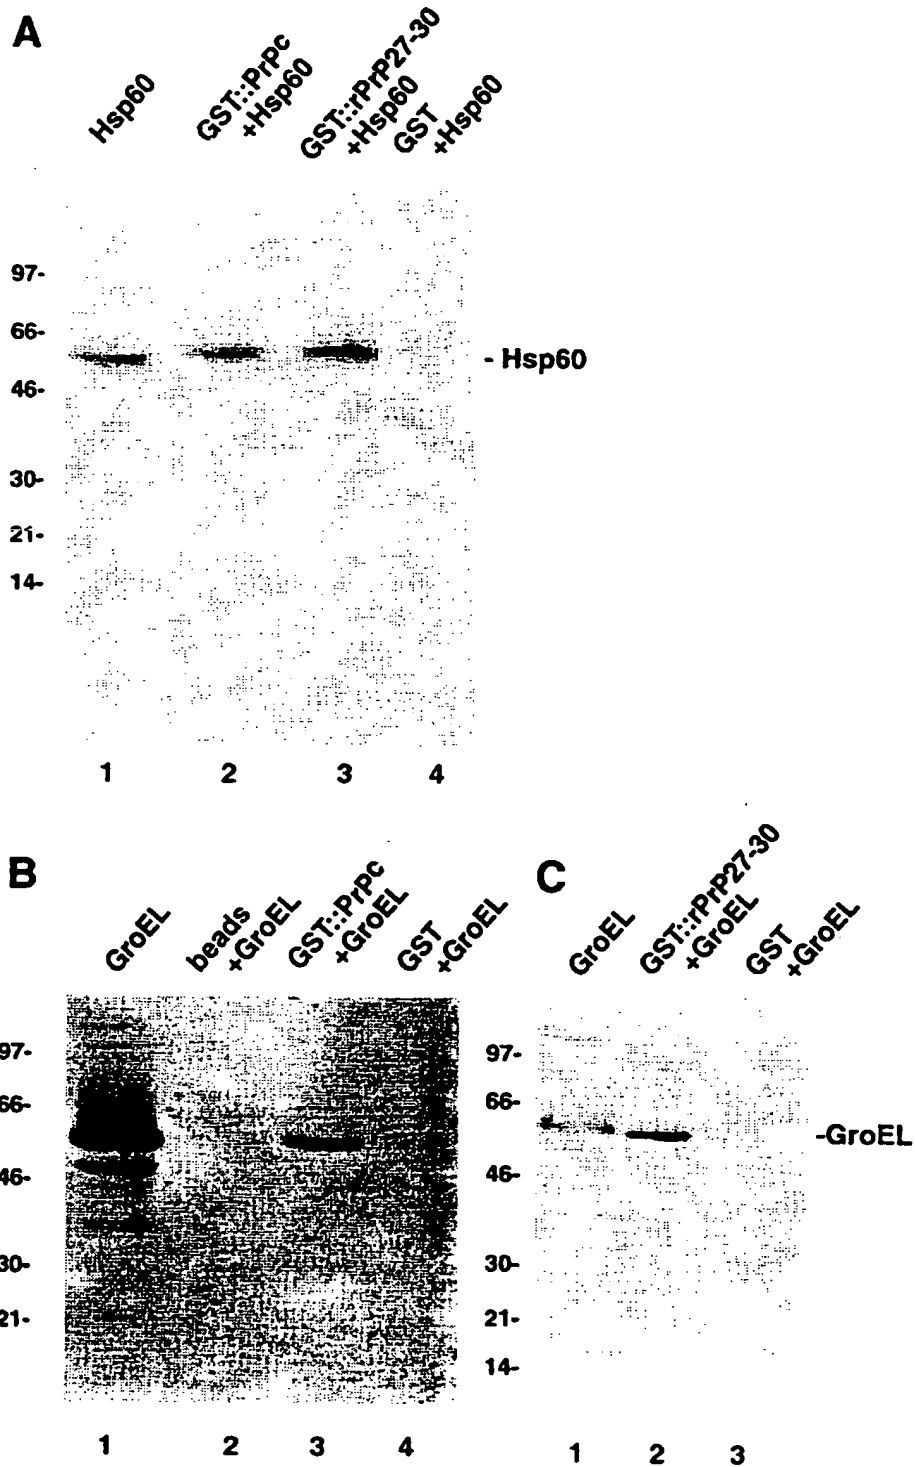 A
Hsp60
GST::PrPc
+Hsp60
GST::rPrP27-30
+Hsp60
GST
+Hsp60
97-
66-
46-
30-
21-
14-
- Hsp60
1 2 3 4
B
GroEL
beads
+GroEL
GST::PrPc
+GroEL
GST
+GroEL
97-
66-
46-
30-
21-
1 2 3 4
C
GroEL
GST::rPrP27-30
+GroEL
GST
+GroEL
97-
66-
46-
30-
21-
14-
-GroEL
1 2 3